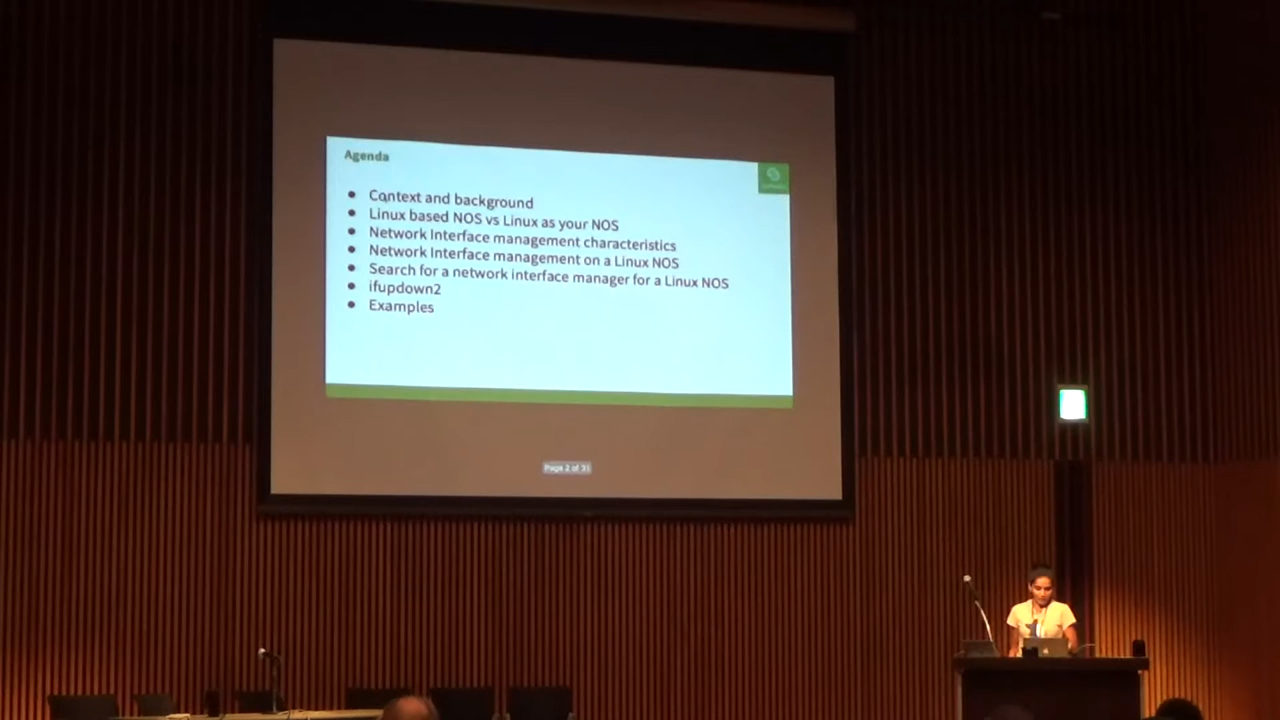 Agenda
Context and background
Linux based NOS vs Linux as your NOS
Network Interface management characteristics
Network Interface management on a Linux NOS
Search for a network interface manager for a Linux NOS
ifupdown2
Examples
Page 2 of 31